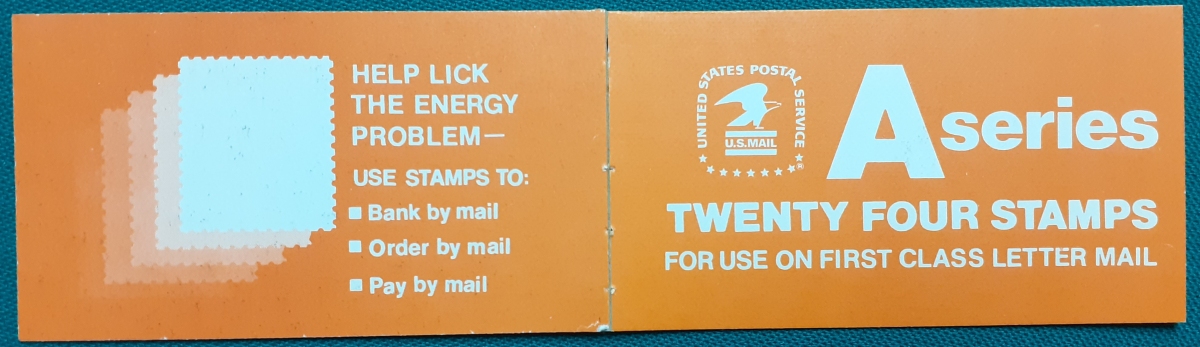 HELP LICK
THE ENERGY
PROBLEM—
USE STAMPS TO:
Bank by mail
Order by mail
Pay by mail
UNITED STATES POSTAL SERVICE
U.S.MAIL
®
A series
TWENTY FOUR STAMPS
FOR USE ON FIRST CLASS LETTER MAIL